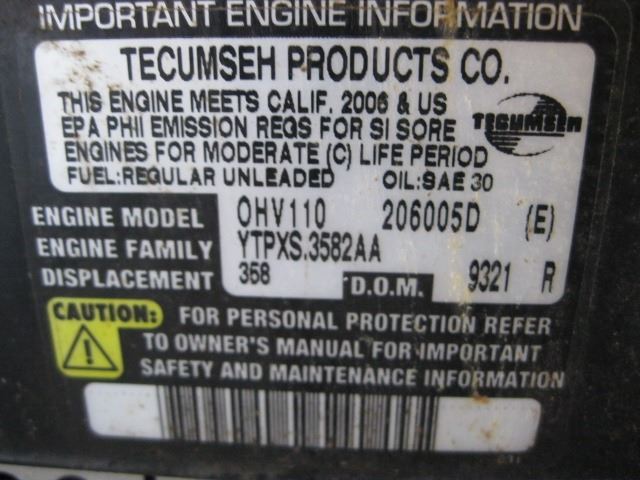 IMPORTANT ENGINE INFORMATION
TECUMSEH PRODUCTS CO.
THIS ENGINE MEETS CALIF. 2006 & US
EPA PHII EMISSION REGS FOR SI SORE
ENGINES FOR MODERATE (C) LIFE PERIOD
FUEL:REGULAR UNLEADED OIL:SAE 30
TECUMSEH
ENGINE MODEL OHV110 206005D (E)
ENGINE FAMILY YTPXS.3582AA
DISPLACEMENT 358 D.O.M. 9321 R
CAUTION: FOR PERSONAL PROTECTION REFER
TO OWNER'S MANUAL FOR IMPORTANT
SAFETY AND MAINTENANCE INFORMATION